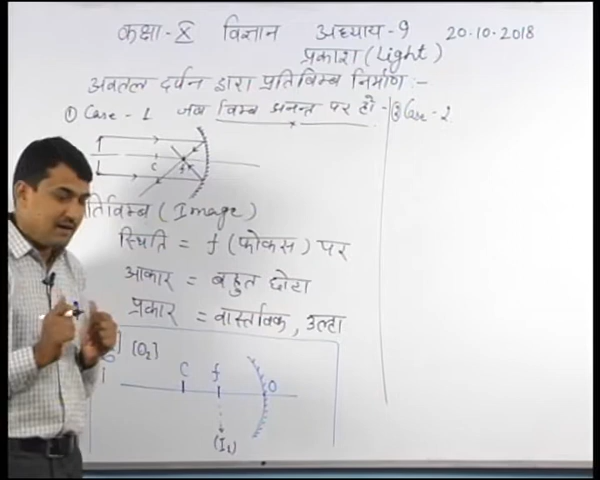 कक्षा-X विज्ञान अध्याय-9 20.10.2018
प्रकाश (Light)
अवतल दर्पन द्वारा प्रतिबिम्ब निर्माण :-
① Case - 1 जब बिम्ब अनन्त पर हो - ② Case - 2
C f
तिबिम्ब (Image)
स्थिति = f (फोकस) पर
आकार = बहुत छोटा
प्रकार = वास्तविक, उल्टा
[O₂]
C f O
(I₁)